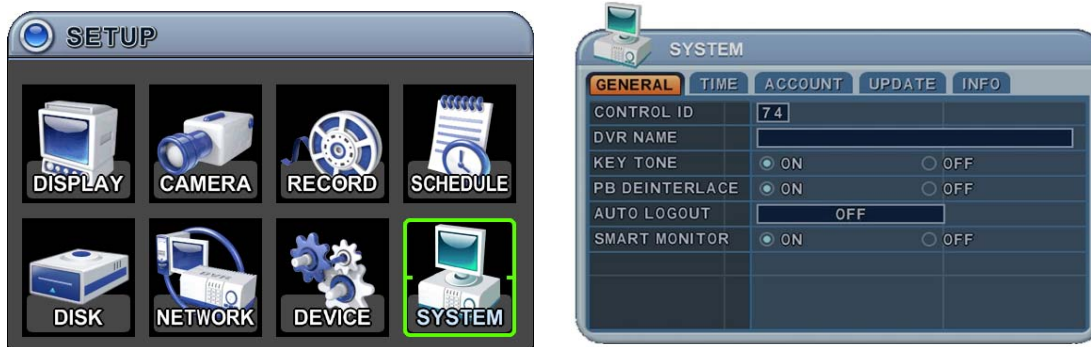 SETUP
DISPLAY CAMERA RECORD SCHEDULE
DISK NETWORK DEVICE SYSTEM
SYSTEM
GENERAL TIME ACCOUNT UPDATE INFO
CONTROL ID 74
DVR NAME
KEY TONE ON OFF
PB DEINTERLACE ON OFF
AUTO LOGOUT OFF
SMART MONITOR ON OFF